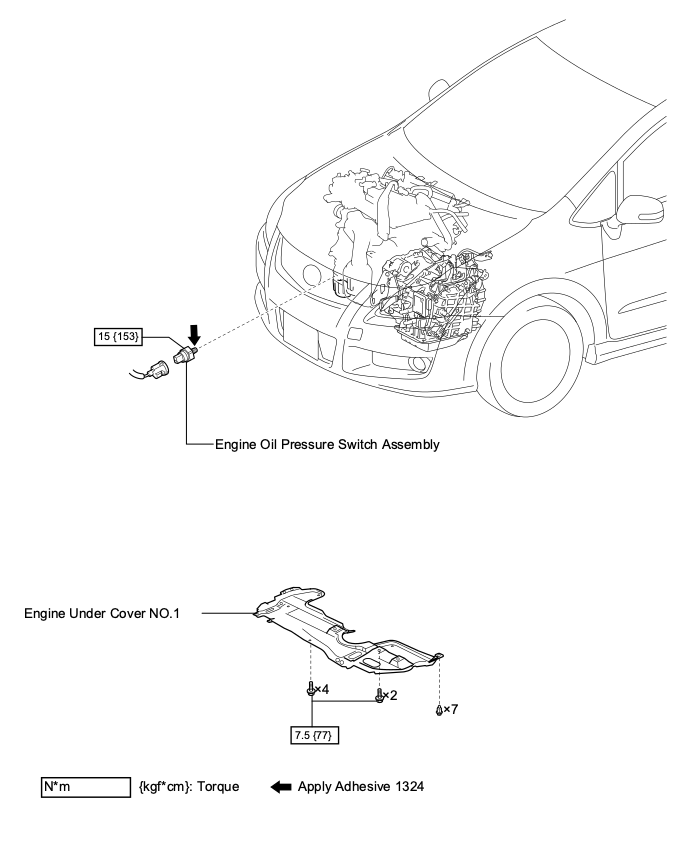 15 {153}
Engine Oil Pressure Switch Assembly
Engine Under Cover NO.1
×4
×2
×7
7.5 {77}
N*m {kgf*cm}: Torque Apply Adhesive 1324